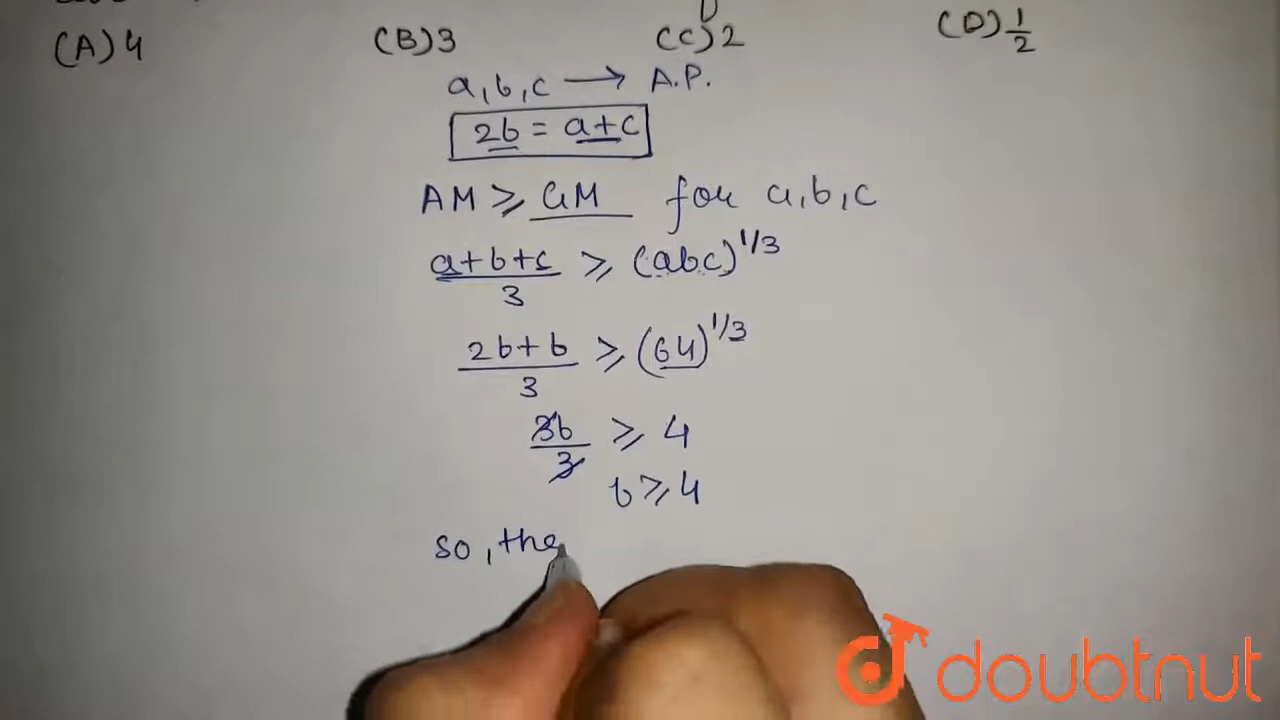 (A) 4 (B) 3 (C) 2 (D) 1/2
a, b, c → A.P.
2b = a+c
AM ≥ GM for a, b, c
a+b+c/3 ≥ (abc)^1/3
2b+b/3 ≥ (64)^1/3
3b/3 ≥ 4
b ≥ 4
so, the
doubtnut